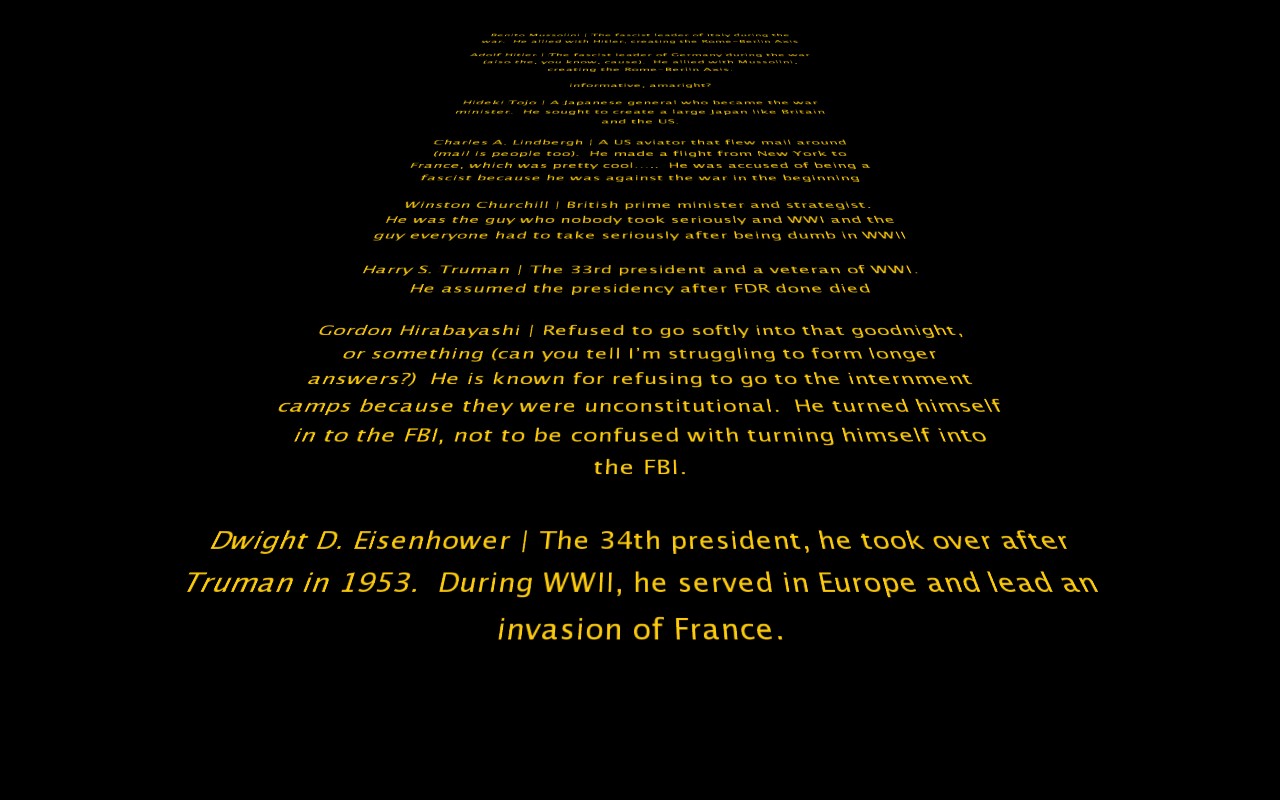 Benito Mussolini | The fascist leader of Italy during the
war.  He allied with Hitler, creating the Rome-Berlin Axis
Adolf Hitler | The fascist leader of Germany during the war
(also the, you know, cause).  He allied with Mussolini,
creating the Rome-Berlin Axis.
informative, amaright?
Hideki Tojo | A Japanese general who became the war
minister.  He sought to create a large Japan like Britain
and the US.
Charles A. Lindbergh | A US aviator that flew mail around
(mail is people too).  He made a flight from New York to
France, which was pretty cool.....  He was accused of being a
fascist because he was against the war in the beginning
Winston Churchill | British prime minister and strategist.
He was the guy who nobody took seriously and WWI and the
guy everyone had to take seriously after being dumb in WWII
Harry S. Truman | The 33rd president and a veteran of WWI.
He assumed the presidency after FDR done died
Gordon Hirabayashi | Refused to go softly into that goodnight,
or something (can you tell I'm struggling to form longer
answers?)  He is known for refusing to go to the internment
camps because they were unconstitutional.  He turned himself
in to the FBI, not to be confused with turning himself into
the FBI.
Dwight D. Eisenhower | The 34th president, he took over after
Truman in 1953.  During WWII, he served in Europe and lead an
invasion of France.